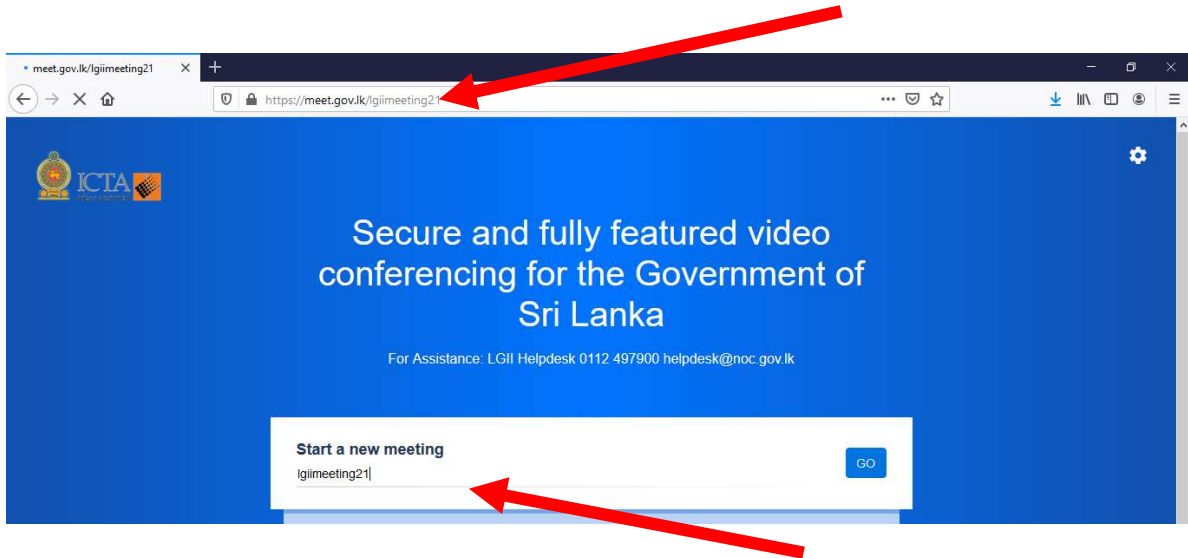 meet.gov.lk/lgiimeeting21
https://meet.gov.lk/lgiimeeting21
ICTA
Secure and fully featured video
conferencing for the Government of
Sri Lanka
For Assistance: LGII Helpdesk 0112 497900 helpdesk@noc.gov.lk
Start a new meeting
lgiimeeting21
GO